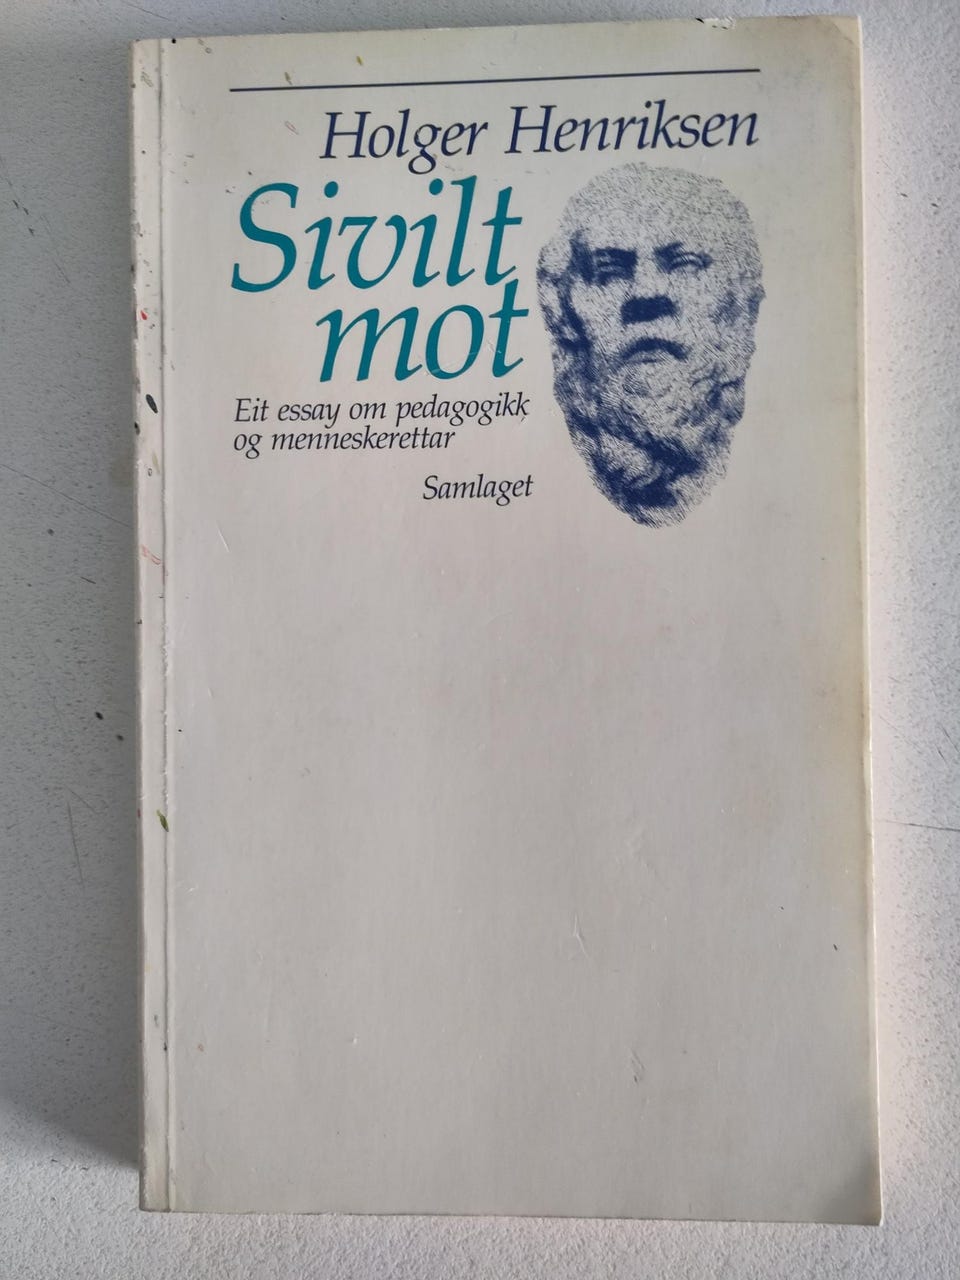 Holger Henriksen
Sivilt
mot
Eit essay om pedagogikk
og menneskerettar
Samlaget